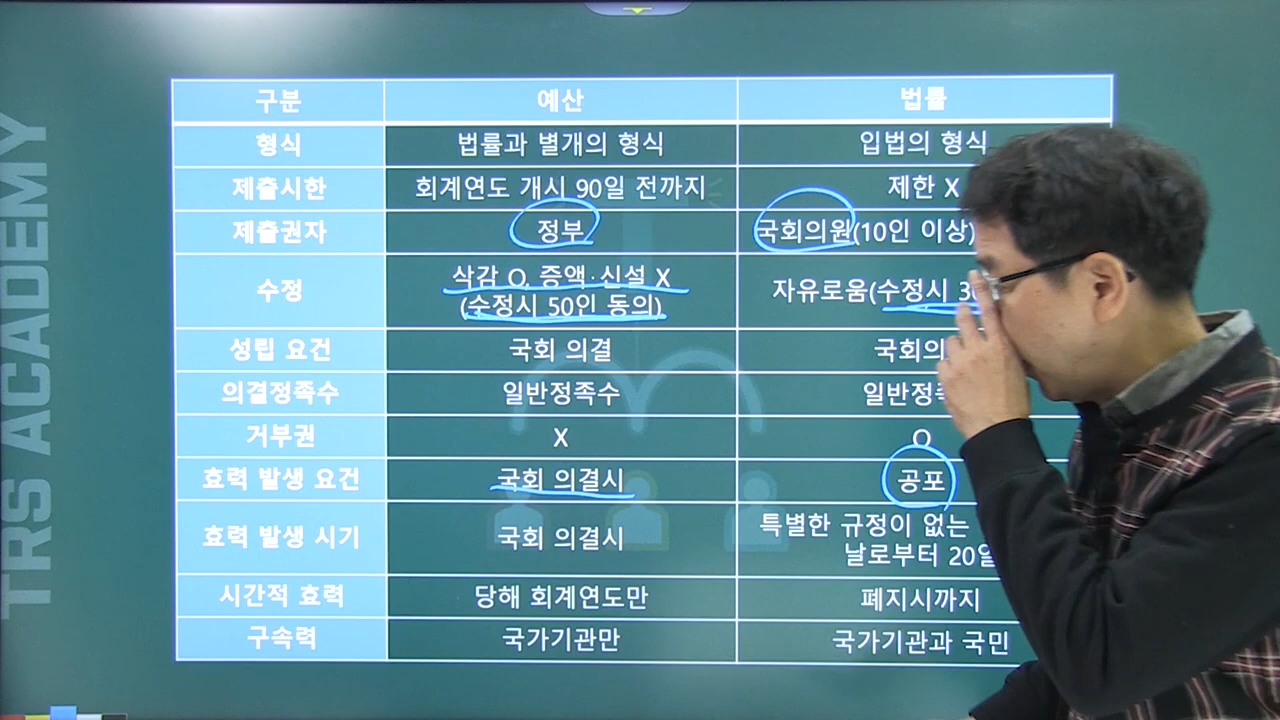 구분 예산 법률
형식 법률과 별개의 형식 입법의 형식
제출시한 회계연도 개시 90일 전까지 제한 X
제출권자 정부 국회의원(10인 이상)
수정 삭감 O, 증액·신설 X
(수정시 50인 동의) 자유로움(수정시
성립 요건 국회 의결
의결정족수 일반정족수
거부권 X O
효력 발생 요건 국회 의결시 공포
효력 발생 시기 국회 의결시 특별한 규정이 없는
날로부터 20일
시간적 효력 당해 회계연도만 폐지시까지
구속력 국가기관만 국가기관과 국민
TRS ACADEMY